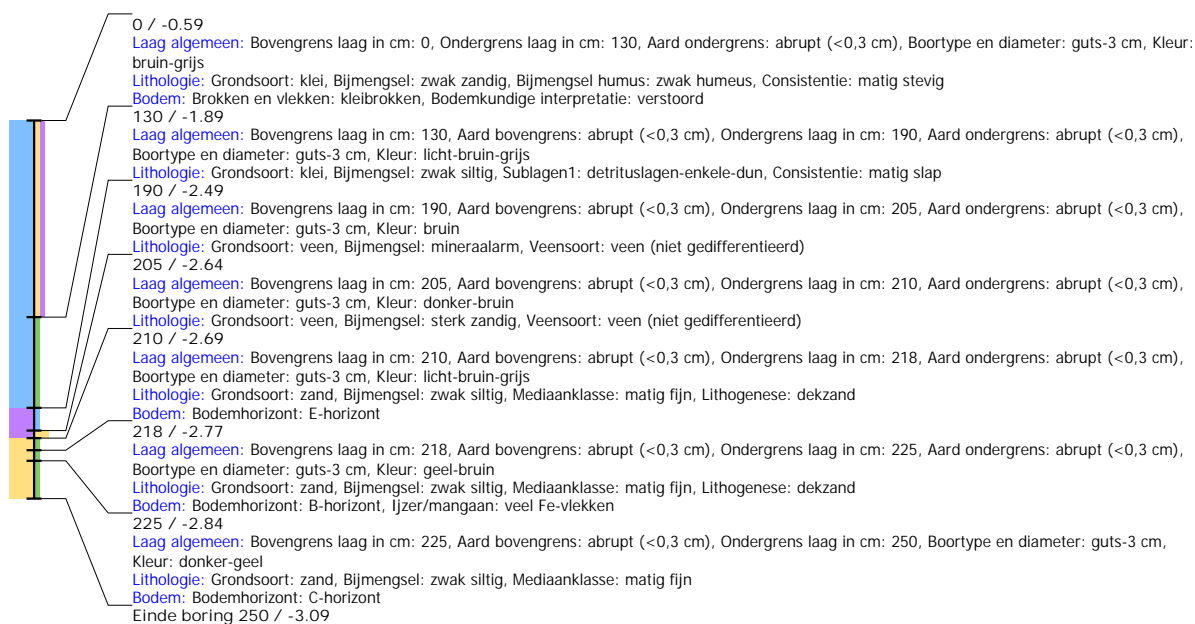 0 / -0.59
Laag algemeen: Bovengrens laag in cm: 0, Ondergrens laag in cm: 130, Aard ondergrens: abrupt (<0,3 cm), Boortype en diameter: guts-3 cm, Kleur:
bruin-grijs
Lithologie: Grondsoort: klei, Bijmengsel: zwak zandig, Bijmengsel humus: zwak humeus, Consistentie: matig stevig
Bodem: Brokken en vlekken: kleibrokken, Bodemkundige interpretatie: verstoord
130 / -1.89
Laag algemeen: Bovengrens laag in cm: 130, Aard bovengrens: abrupt (<0,3 cm), Ondergrens laag in cm: 190, Aard ondergrens: abrupt (<0,3 cm),
Boortype en diameter: guts-3 cm, Kleur: licht-bruin-grijs
Lithologie: Grondsoort: klei, Bijmengsel: zwak siltig, Sublagen1: detrituslagen-enkele-dun, Consistentie: matig slap
190 / -2.49
Laag algemeen: Bovengrens laag in cm: 190, Aard bovengrens: abrupt (<0,3 cm), Ondergrens laag in cm: 205, Aard ondergrens: abrupt (<0,3 cm),
Boortype en diameter: guts-3 cm, Kleur: bruin
Lithologie: Grondsoort: veen, Bijmengsel: mineraalarm, Veensoort: veen (niet gedifferentieerd)
205 / -2.64
Laag algemeen: Bovengrens laag in cm: 205, Aard bovengrens: abrupt (<0,3 cm), Ondergrens laag in cm: 210, Aard ondergrens: abrupt (<0,3 cm),
Boortype en diameter: guts-3 cm, Kleur: donker-bruin
Lithologie: Grondsoort: veen, Bijmengsel: sterk zandig, Veensoort: veen (niet gedifferentieerd)
210 / -2.69
Laag algemeen: Bovengrens laag in cm: 210, Aard bovengrens: abrupt (<0,3 cm), Ondergrens laag in cm: 218, Aard ondergrens: abrupt (<0,3 cm),
Boortype en diameter: guts-3 cm, Kleur: licht-bruin-grijs
Lithologie: Grondsoort: zand, Bijmengsel: zwak siltig, Mediaanklasse: matig fijn, Lithogenese: dekzand
Bodem: Bodemhorizont: E-horizont
218 / -2.77
Laag algemeen: Bovengrens laag in cm: 218, Aard bovengrens: abrupt (<0,3 cm), Ondergrens laag in cm: 225, Aard ondergrens: abrupt (<0,3 cm),
Boortype en diameter: guts-3 cm, Kleur: geel-bruin
Lithologie: Grondsoort: zand, Bijmengsel: zwak siltig, Mediaanklasse: matig fijn, Lithogenese: dekzand
Bodem: Bodemhorizont: B-horizont, Ijzer/mangaan: veel Fe-vlekken
225 / -2.84
Laag algemeen: Bovengrens laag in cm: 225, Aard bovengrens: abrupt (<0,3 cm), Ondergrens laag in cm: 250, Boortype en diameter: guts-3 cm,
Kleur: donker-geel
Lithologie: Grondsoort: zand, Bijmengsel: zwak siltig, Mediaanklasse: matig fijn
Bodem: Bodemhorizont: C-horizont
Einde boring 250 / -3.09